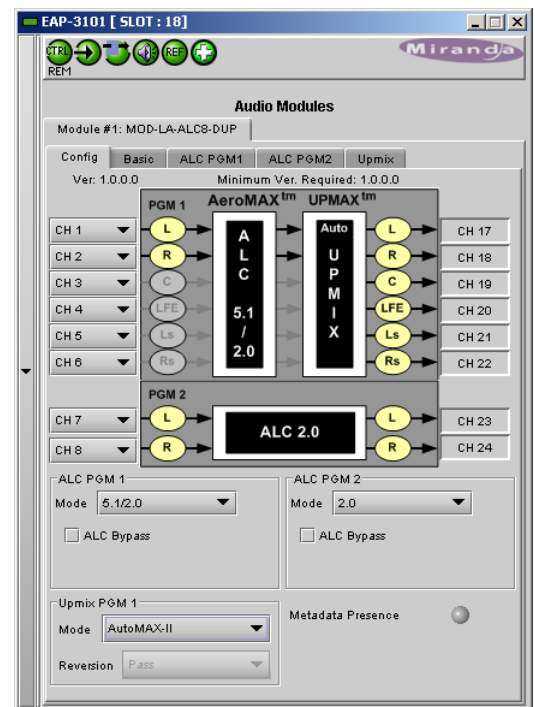 EAP-3101 [ SLOT : 18]
CTRL REF
REM
Miranda
Audio Modules
Module #1: MOD-LA-ALC8-DUP
Config Basic ALC PGM1 ALC PGM2 Upmix
Ver: 1.0.0.0 Minimum Ver. Required: 1.0.0.0
PGM 1 AeroMAX tm UPMAX tm
CH 1 L A Auto L CH 17
CH 2 R L U R CH 18
CH 3 C C P C CH 19
CH 4 LFE 5.1 M I LFE CH 20
CH 5 Ls / X Ls CH 21
CH 6 Rs 2.0 Rs CH 22
PGM 2
CH 7 L ALC 2.0 L CH 23
CH 8 R R CH 24
ALC PGM 1 ALC PGM 2
Mode 5.1/2.0 Mode 2.0
ALC Bypass ALC Bypass
Upmix PGM 1
Metadata Presence
Mode AutoMAX-II
Reversion Pass